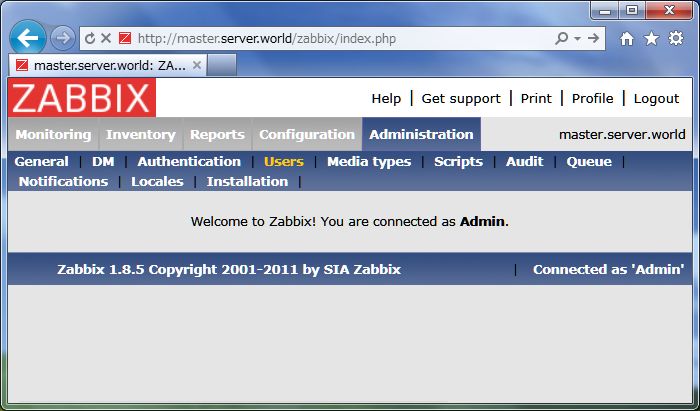 http://master.server.world/zabbix/index.php
master.server.world: ZA...
ZABBIX
Help | Get support | Print | Profile | Logout
Monitoring Inventory Reports Configuration Administration master.server.world
General | DM | Authentication | Users | Media types | Scripts | Audit | Queue |
Notifications | Locales | Installation |
Welcome to Zabbix! You are connected as Admin.
Zabbix 1.8.5 Copyright 2001-2011 by SIA Zabbix | Connected as 'Admin'